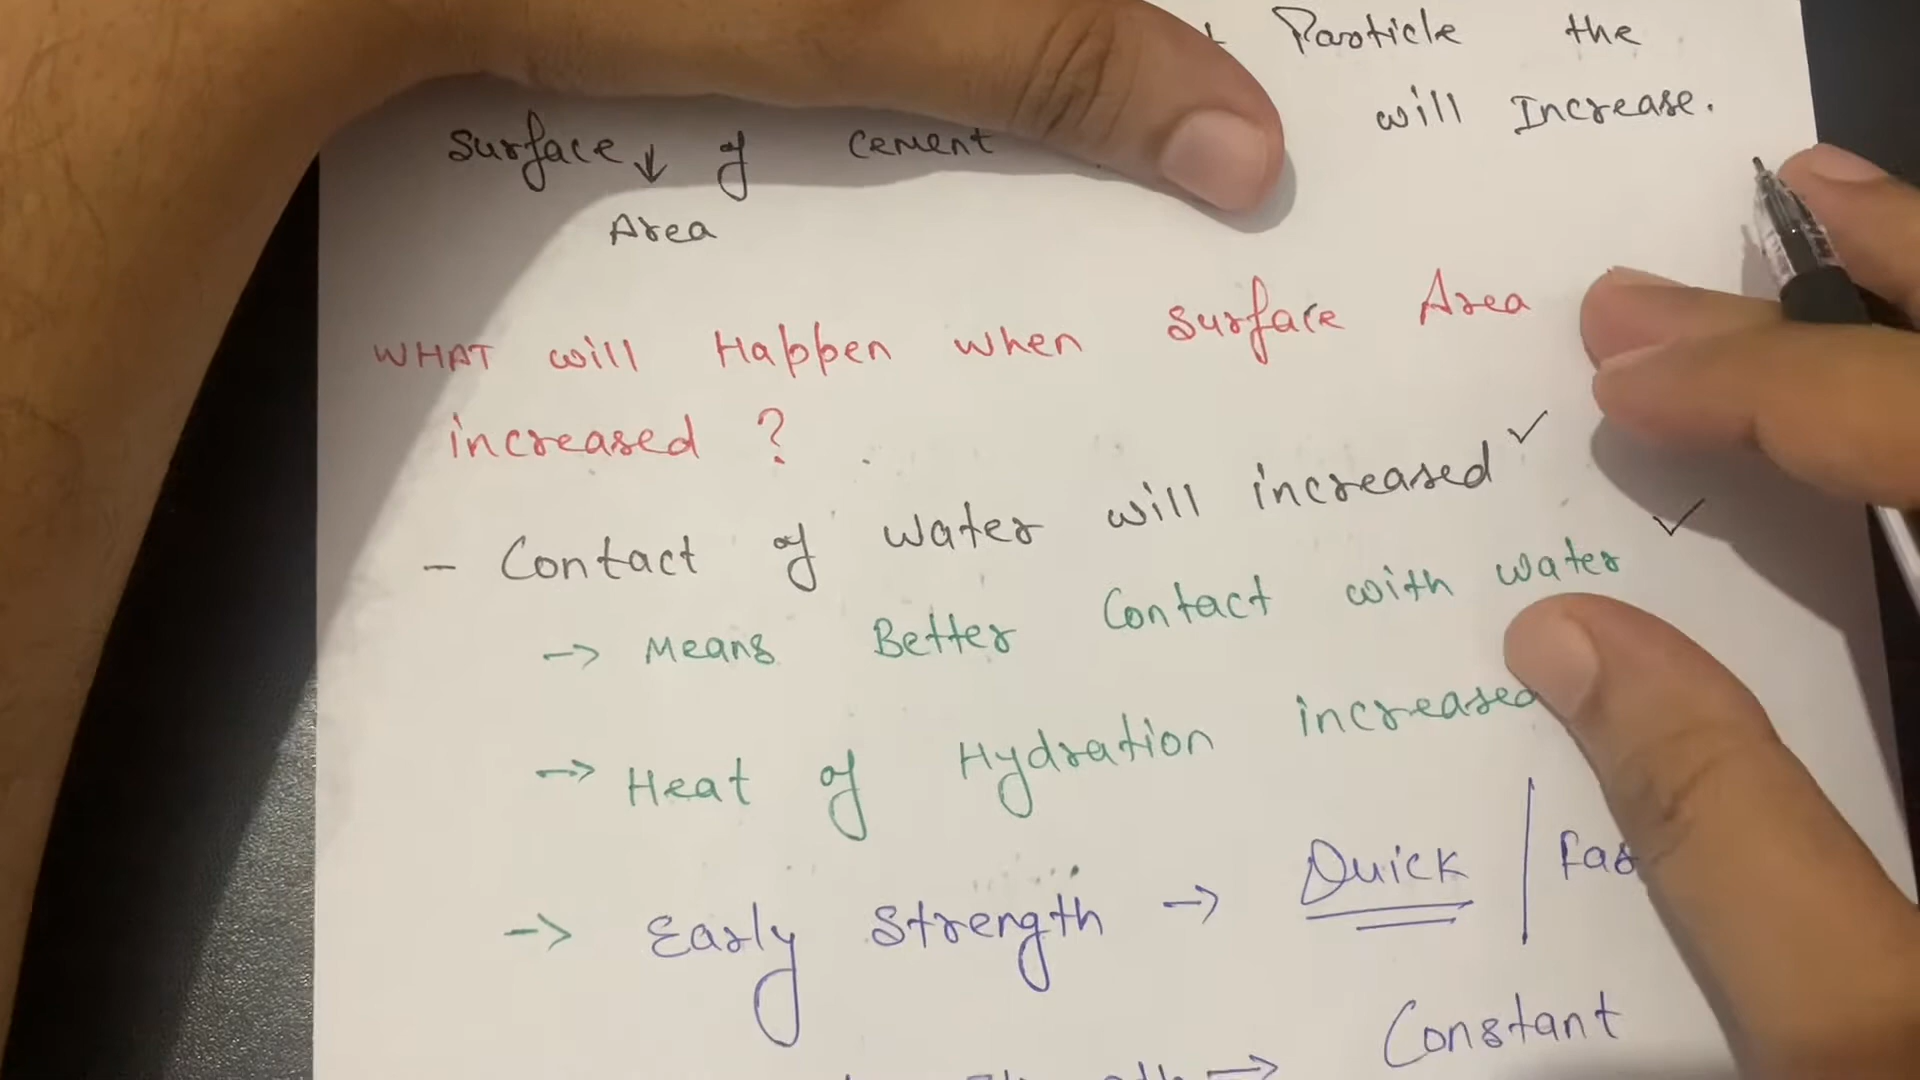 Particle the
surface of cement will Increase.
Area
WHAT will Happen when surface Area
increased ?
- Contact of water will increased ✓
→ Means Better Contact with water ✓
→ Heat of Hydration increased
→ Early Strength → Quick | Fas
→ Constant